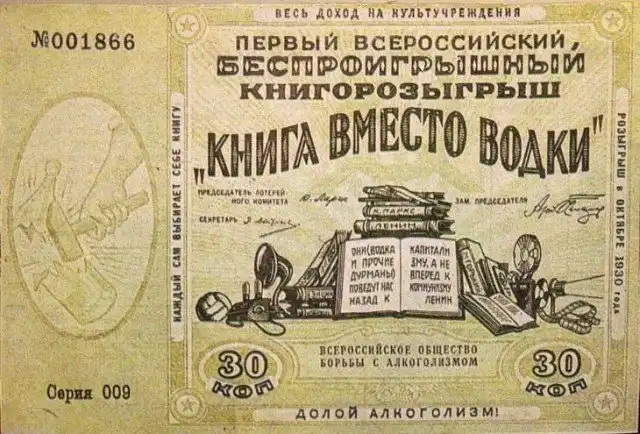 ВЕСЬ ДОХОД НА КУЛЬТУЧРЕЖДЕНИЯ
№001866
ПЕРВЫЙ ВСЕРОССИЙСКИЙ,
БЕСПРОИГРЫШНЫЙ
КНИГОРОЗЫГРЫШ
"КНИГА ВМЕСТО ВОДКИ"
КАЖДЫЙ САМ ВЫБИРАЕТ СЕБЕ КНИГУ
РОЗЫГРЫШ В ОКТЯБРЕ 1930 года
ПРЕДСЕДАТЕЛЬ ЛОТЕРЕЙ-
НОГО КОМИТЕТА
СЕКРЕТАРЬ
ЗАМ. ПРЕДСЕДАТЕЛЯ
К. МАРКС
ЛЕНИН
ОНИ (ВОДКА
И ПРОЧИЕ
ДУРМАНЫ)
ПОВЕДУТ НАС
НАЗАД К
КАПИТАЛИ
ЗМУ, А НЕ
ВПЕРЕД К
КОММУНИЗМУ
ЛЕНИН
30
КОП
ВСЕРОССИЙСКОЕ ОБЩЕСТВО
БОРЬБЫ С АЛКОГОЛИЗМОМ
30
КОП
Серия 009
ДОЛОЙ АЛКОГОЛИЗМ!